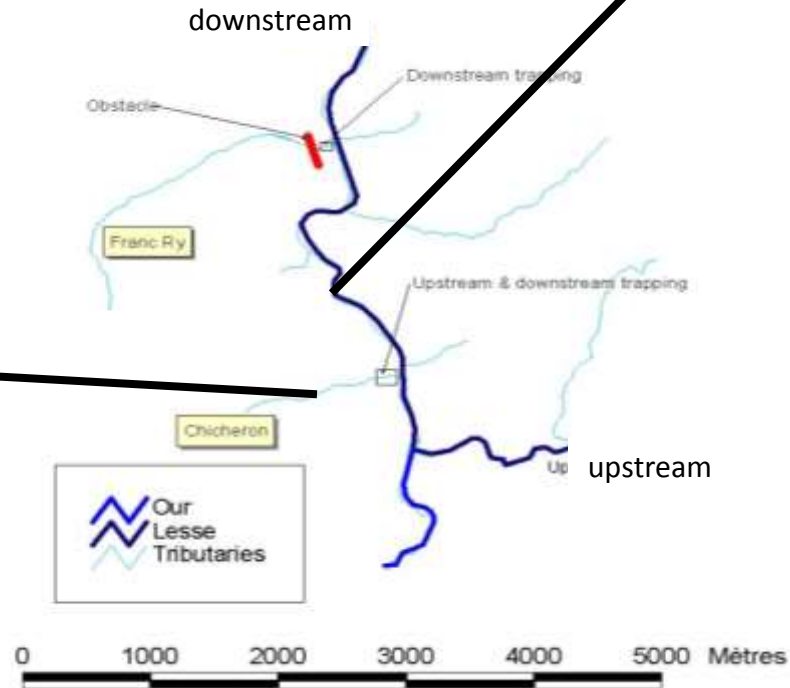 downstream
Downstream trapping
Obstacle
Franc Ry
Upstream & downstream trapping
Chicheron
Up
upstream
Our
Lesse
Tributaries
0 1000 2000 3000 4000 5000 Mètres